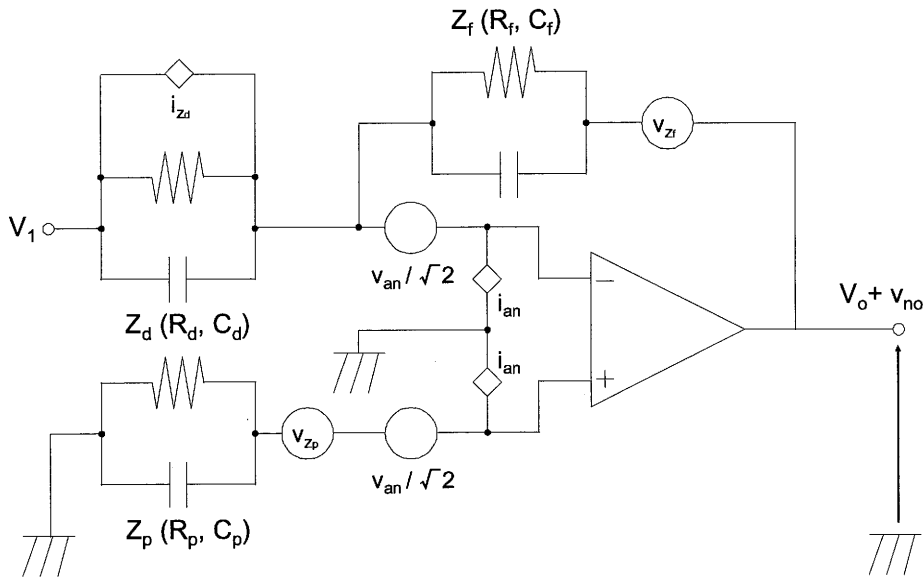 Z_f (R_f, C_f)
i_Zd
v_Zf
V_1
v_an / √2
−
i_an
V_o + v_no
Z_d (R_d, C_d)
i_an
+
v_Zp
v_an / √2
Z_p (R_p, C_p)